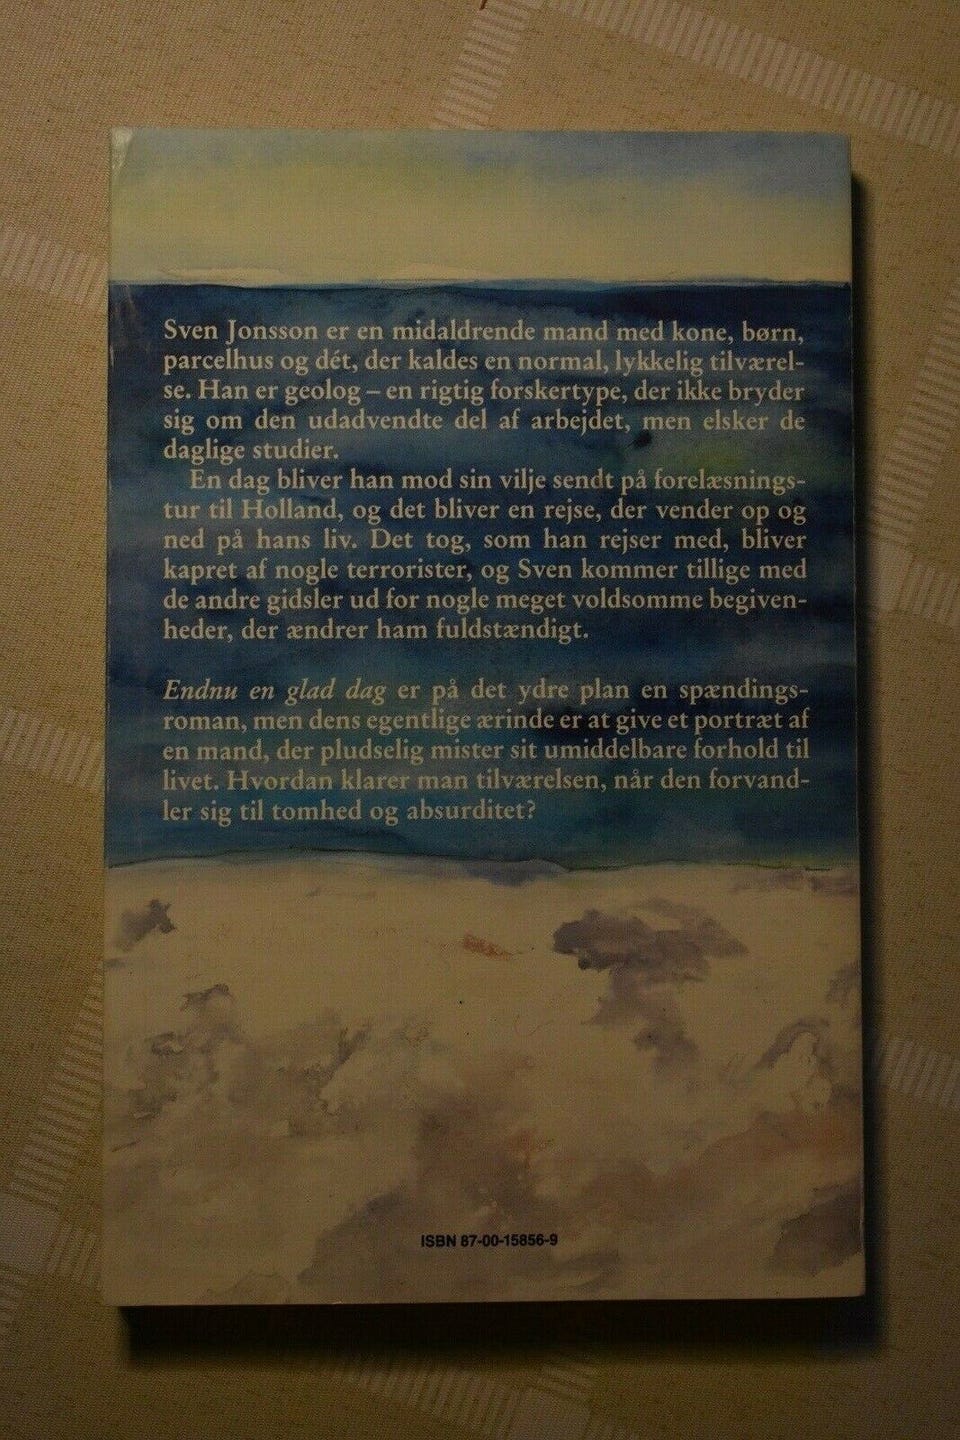 Sven Jonsson er en midaldrende mand med kone, børn,
parcelhus og dét, der kaldes en normal, lykkelig tilværel-
se. Han er geolog – en rigtig forskertype, der ikke bryder
sig om den udadvendte del af arbejdet, men elsker de
daglige studier.
En dag bliver han mod sin vilje sendt på forelæsnings-
tur til Holland, og det bliver en rejse, der vender op og
ned på hans liv. Det tog, som han rejser med, bliver
kapret af nogle terrorister, og Sven kommer tillige med
de andre gidsler ud for nogle meget voldsomme begiven-
heder, der ændrer ham fuldstændigt.
Endnu en glad dag er på det ydre plan en spændings-
roman, men dens egentlige ærinde er at give et portræt af
en mand, der pludselig mister sit umiddelbare forhold til
livet. Hvordan klarer man tilværelsen, når den forvand-
ler sig til tomhed og absurditet?
ISBN 87-00-15856-9